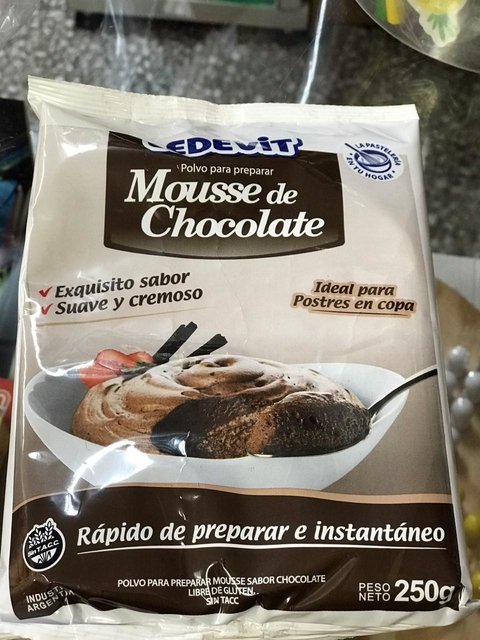 LEDEVIT
Polvo para preparar
Mousse de
Chocolate
LA PASTELERÍA
EN TU HOGAR
✓ Exquisito sabor
✓ Suave y cremoso
Ideal para
Postres en copa
Rápido de preparar e instantáneo
Sin T.A.C.C.
POLVO PARA PREPARAR MOUSSE SABOR CHOCOLATE
LIBRE DE GLUTEN
SIN TACC
PESO
NETO 250g